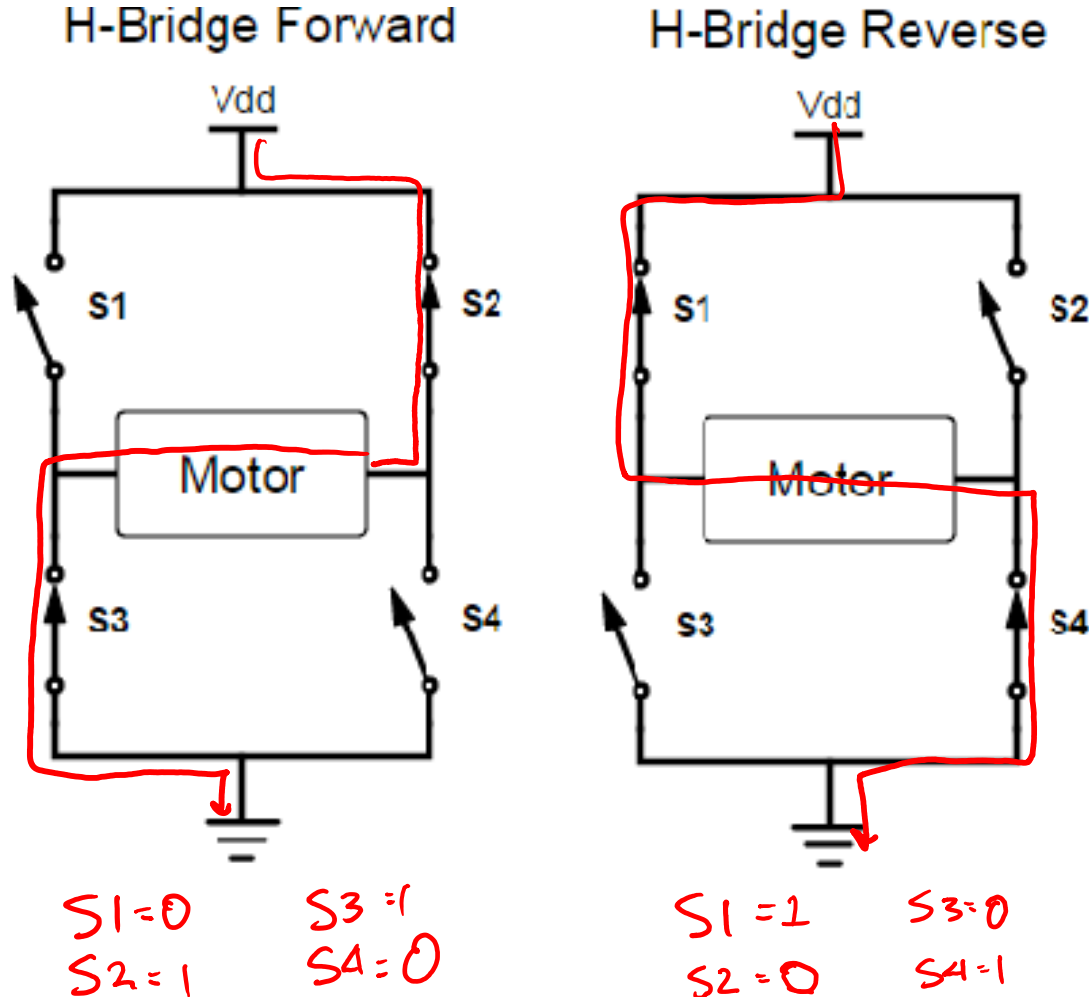 H-Bridge Forward
Vdd
S1
S2
Motor
S3
S4
S1=0 S3=1
S2=1 S4=0
H-Bridge Reverse
Vdd
S1
S2
Motor
S3
S4
S1=1 S3=0
S2=0 S4=1